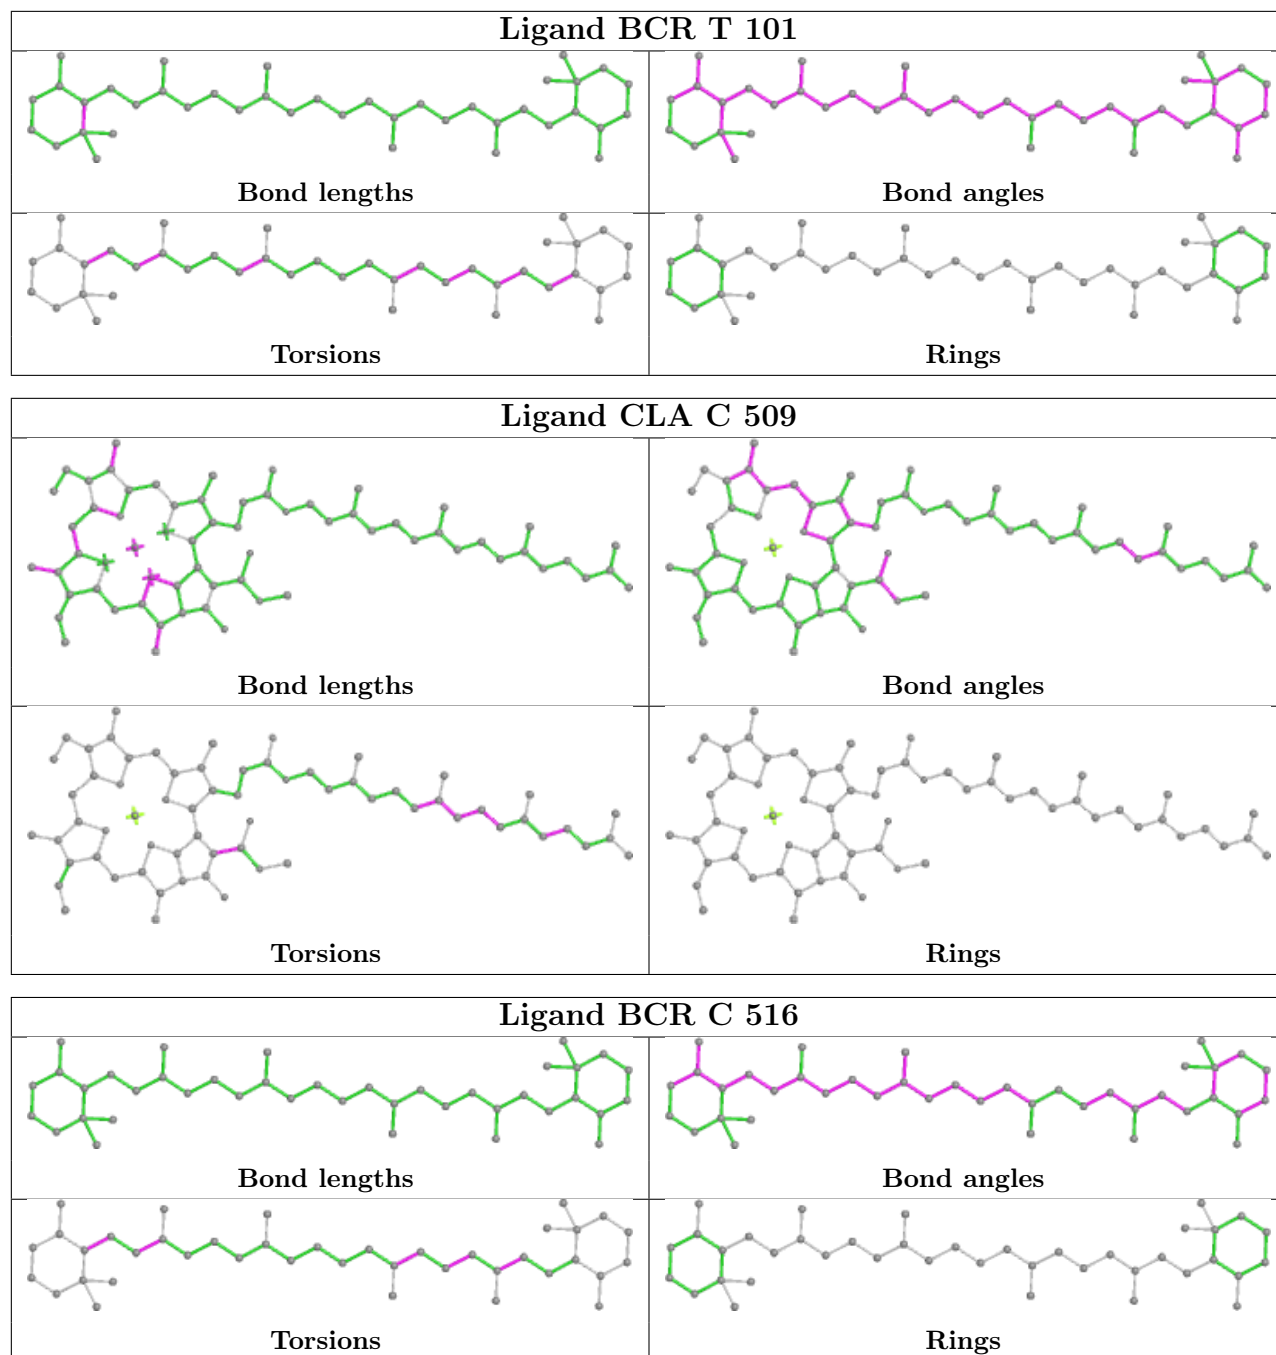 Ligand BCR T 101
Bond lengths
Bond angles
Torsions
Rings
Ligand CLA C 509
Bond lengths
Bond angles
Torsions
Rings
Ligand BCR C 516
Bond lengths
Bond angles
Torsions
Rings